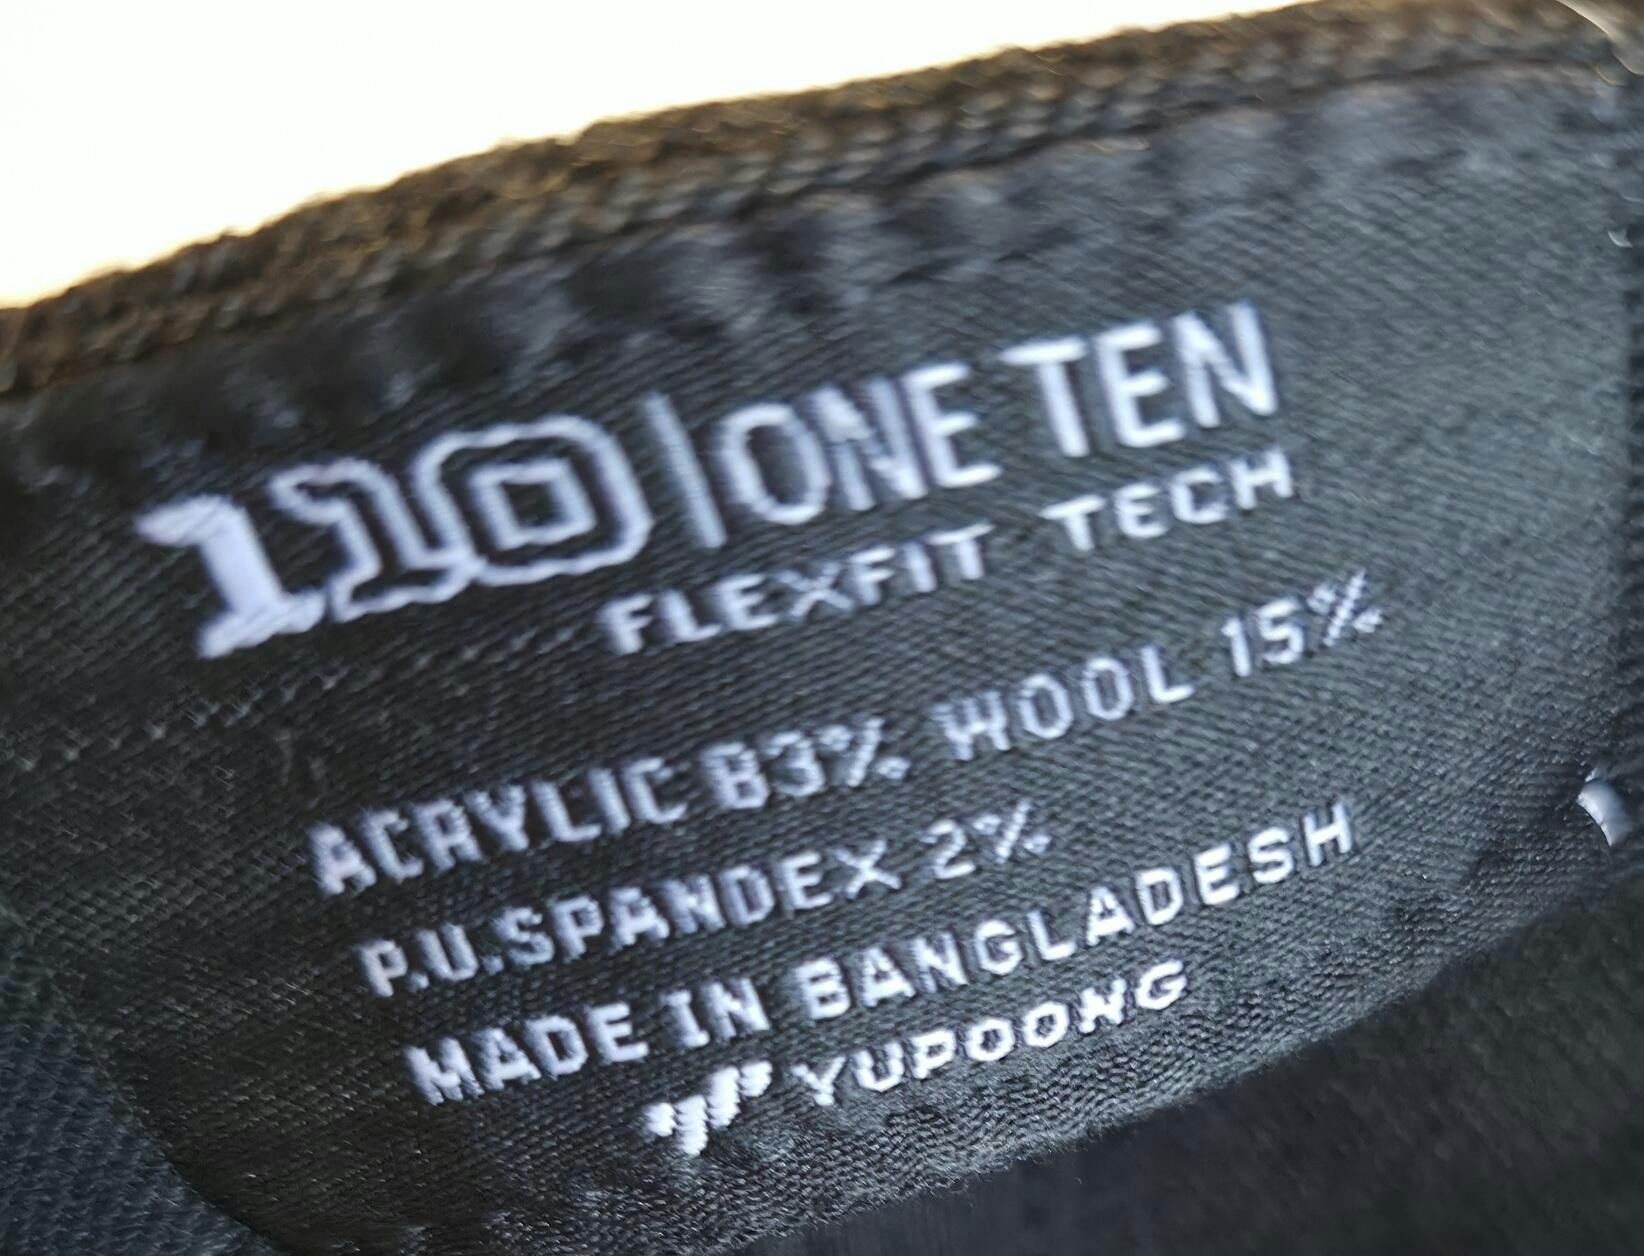 110 | ONE TEN
FLEXFIT TECH
ACRYLIC 83% WOOL 15%
P.U.SPANDEX 2%
MADE IN BANGLADESH
YUPOONG